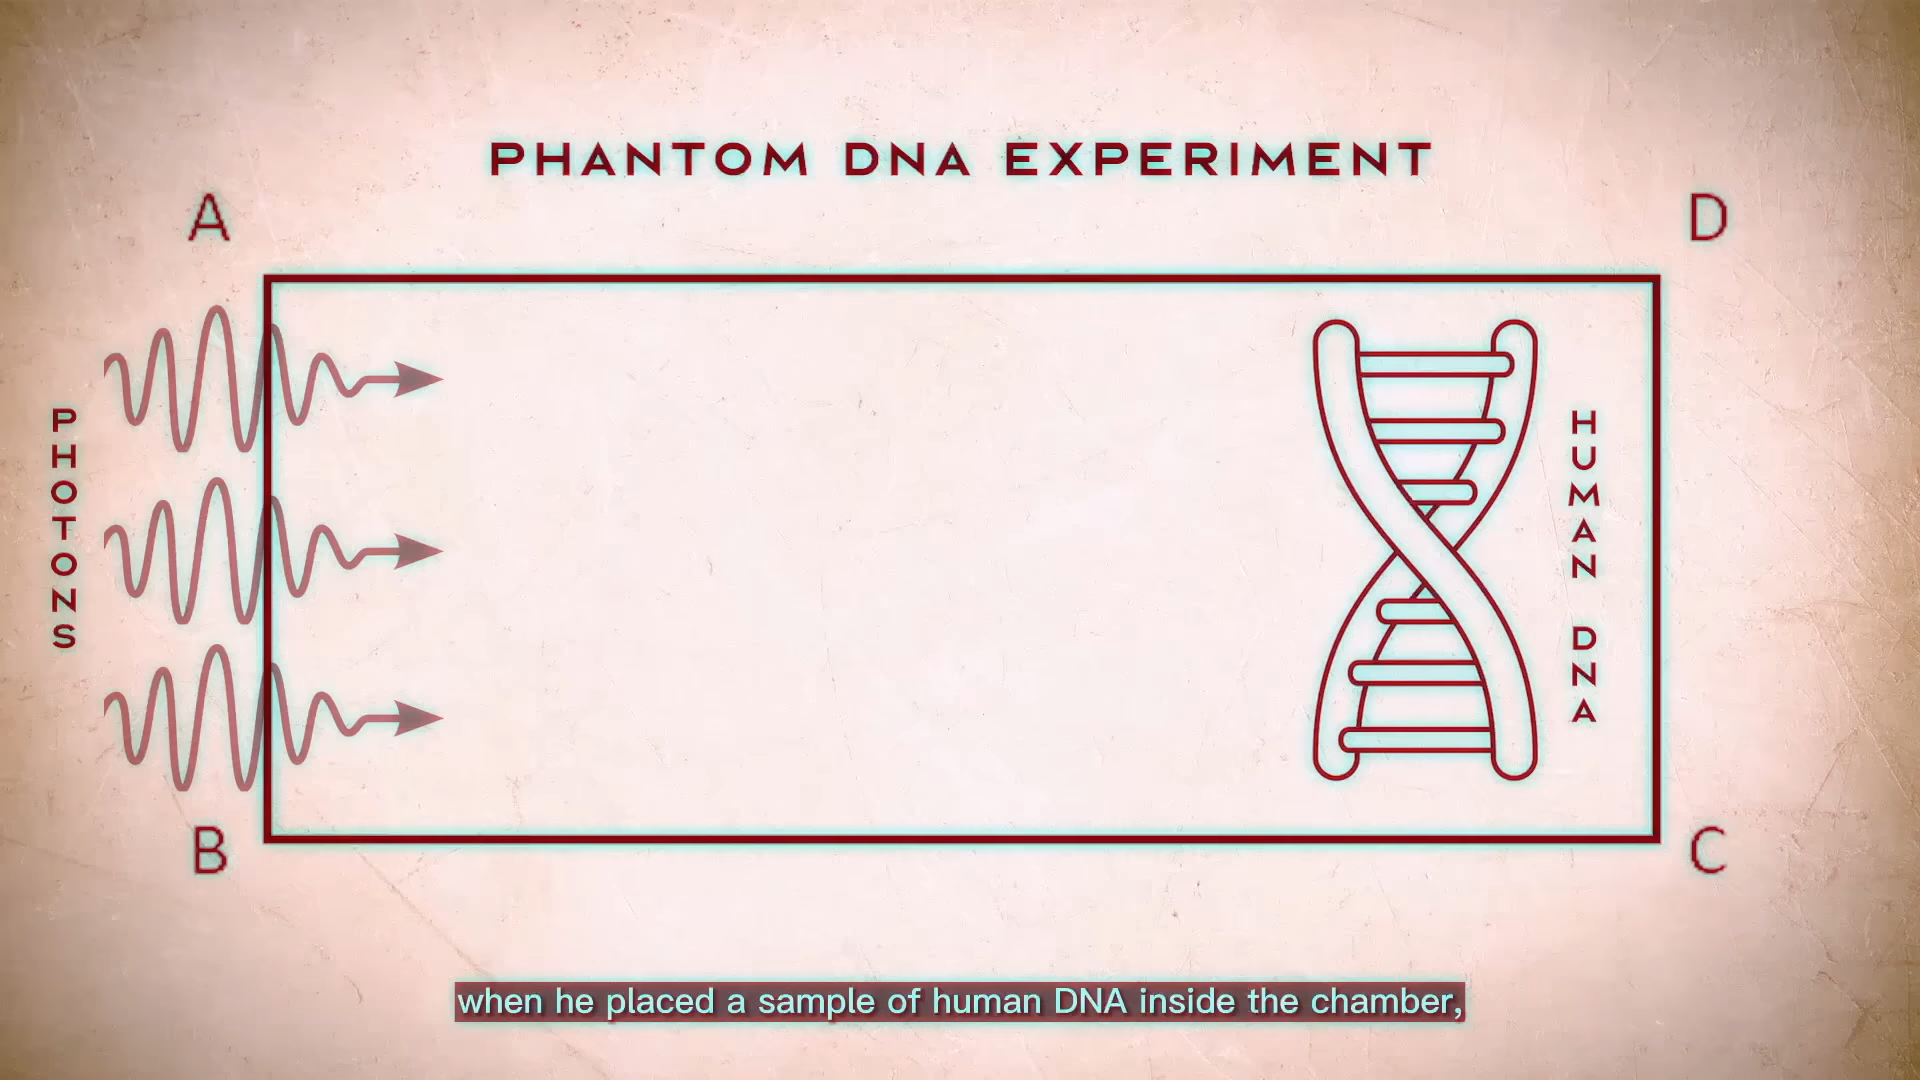 PHANTOM DNA EXPERIMENT
A
D
PHOTONS
HUMAN DNA
B
C
when he placed a sample of human DNA inside the chamber,